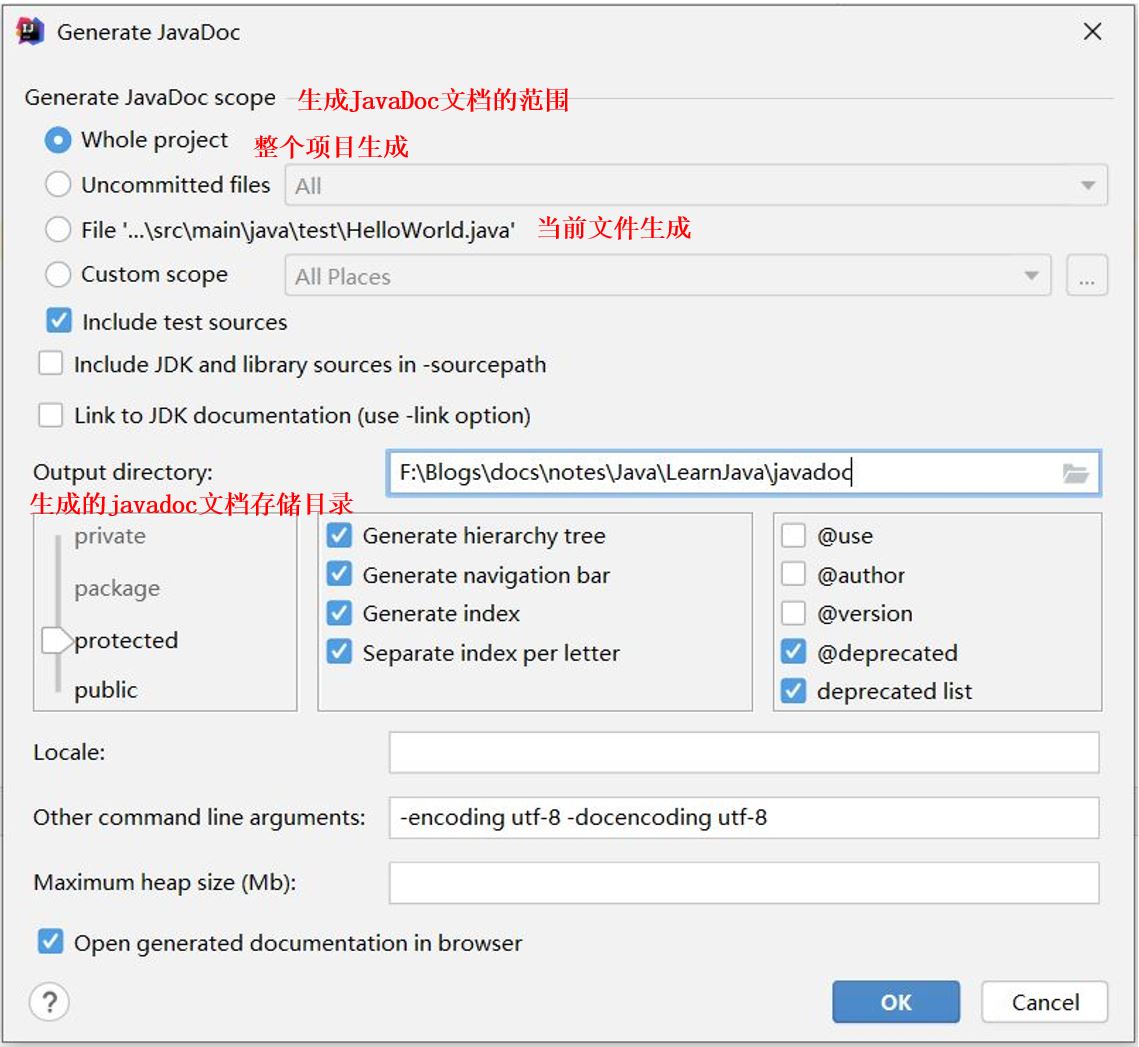 Generate JavaDoc
Generate JavaDoc scope 生成JavaDoc文档的范围
Whole project 整个项目生成
Uncommitted files All
File '...\src\main\java\test\HelloWorld.java' 当前文件生成
Custom scope All Places ...
Include test sources
Include JDK and library sources in -sourcepath
Link to JDK documentation (use -link option)
Output directory: F:\Blogs\docs\notes\Java\LearnJava\javadoc
生成的javadoc文档存储目录
private
package
protected
public
Generate hierarchy tree
Generate navigation bar
Generate index
Separate index per letter
@use
@author
@version
@deprecated
deprecated list
Locale:
Other command line arguments: -encoding utf-8 -docencoding utf-8
Maximum heap size (Mb):
Open generated documentation in browser
? OK Cancel